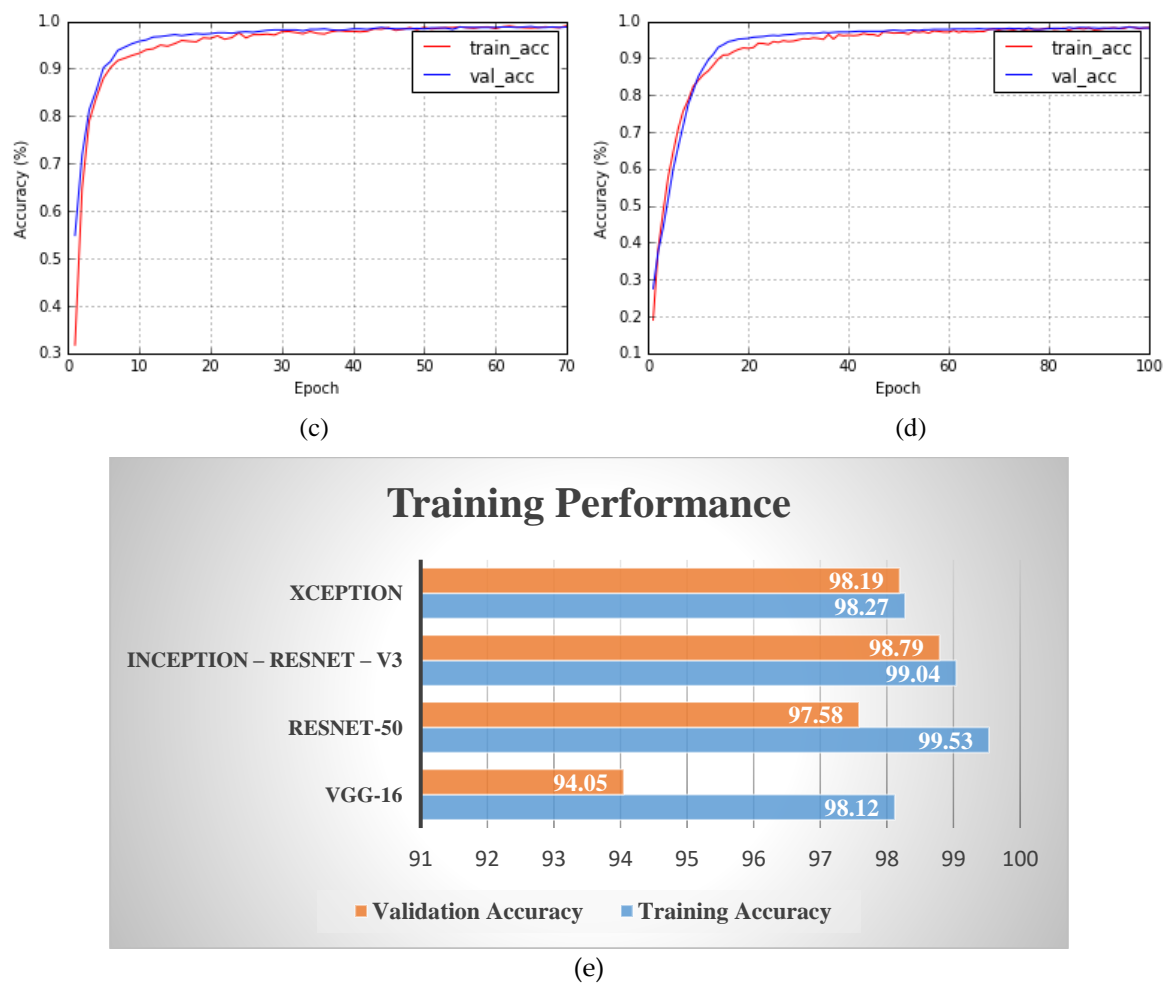 1.0
0.9
0.8
0.7
0.6
0.5
0.4
0.3
Accuracy (%)
train_acc
val_acc
0 10 20 30 40 50 60 70
Epoch
(c)
1.0
0.9
0.8
0.7
0.6
0.5
0.4
0.3
0.2
0.1
Accuracy (%)
train_acc
val_acc
0 20 40 60 80 100
Epoch
(d)
Training Performance
XCEPTION
98.19
98.27
INCEPTION – RESNET – V3
98.79
99.04
RESNET-50
97.58
99.53
VGG-16
94.05
98.12
91 92 93 94 95 96 97 98 99 100
Validation Accuracy Training Accuracy
(e)